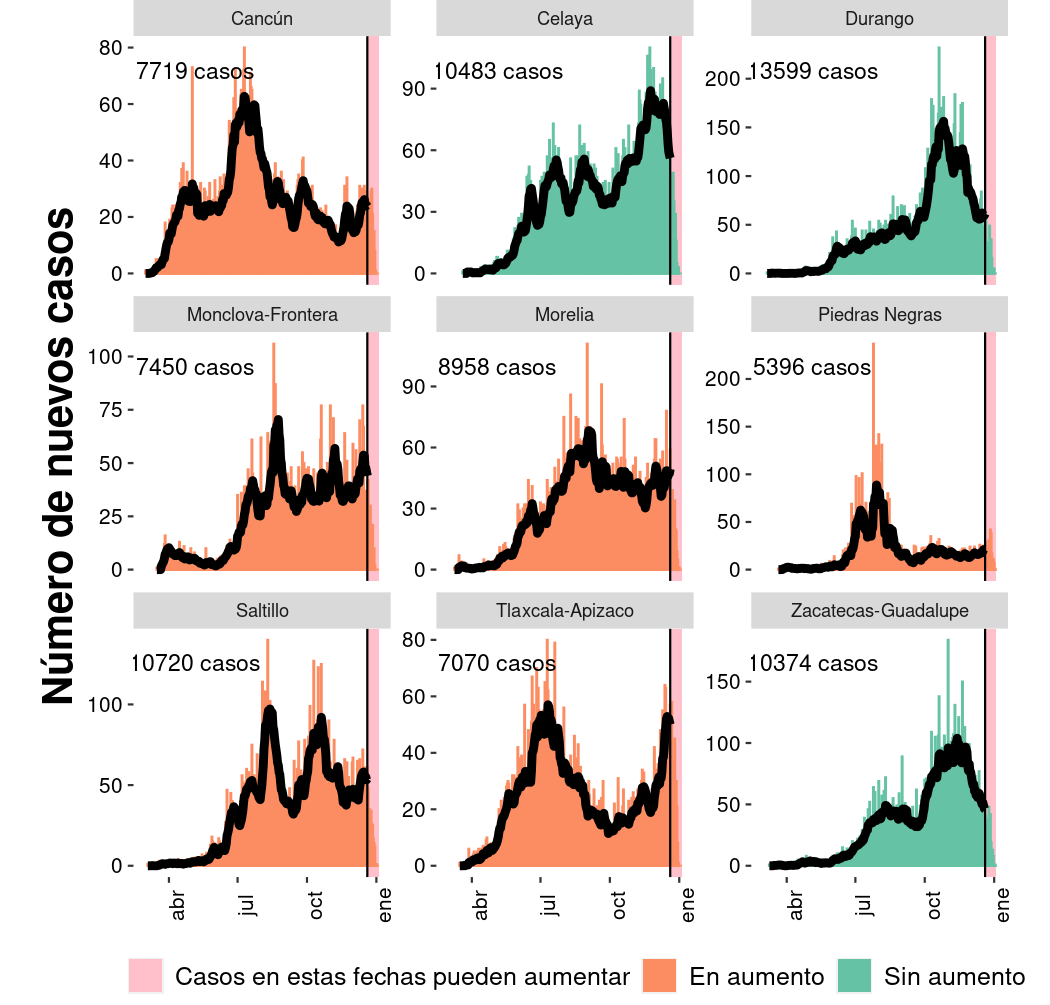 Número de nuevos casos
Cancún
Celaya
Durango
80
60
40
20
0
7719 casos
90
60
30
0
10483 casos
200
150
100
50
0
13599 casos
Monclova-Frontera
Morelia
Piedras Negras
100
75
50
25
0
7450 casos
90
60
30
0
8958 casos
200
150
100
50
0
5396 casos
Saltillo
Tlaxcala-Apizaco
Zacatecas-Guadalupe
100
50
0
10720 casos
80
60
40
20
0
7070 casos
150
100
50
0
10374 casos
abr jul oct ene
abr jul oct ene
abr jul oct ene
Casos en estas fechas pueden aumentar En aumento Sin aumento